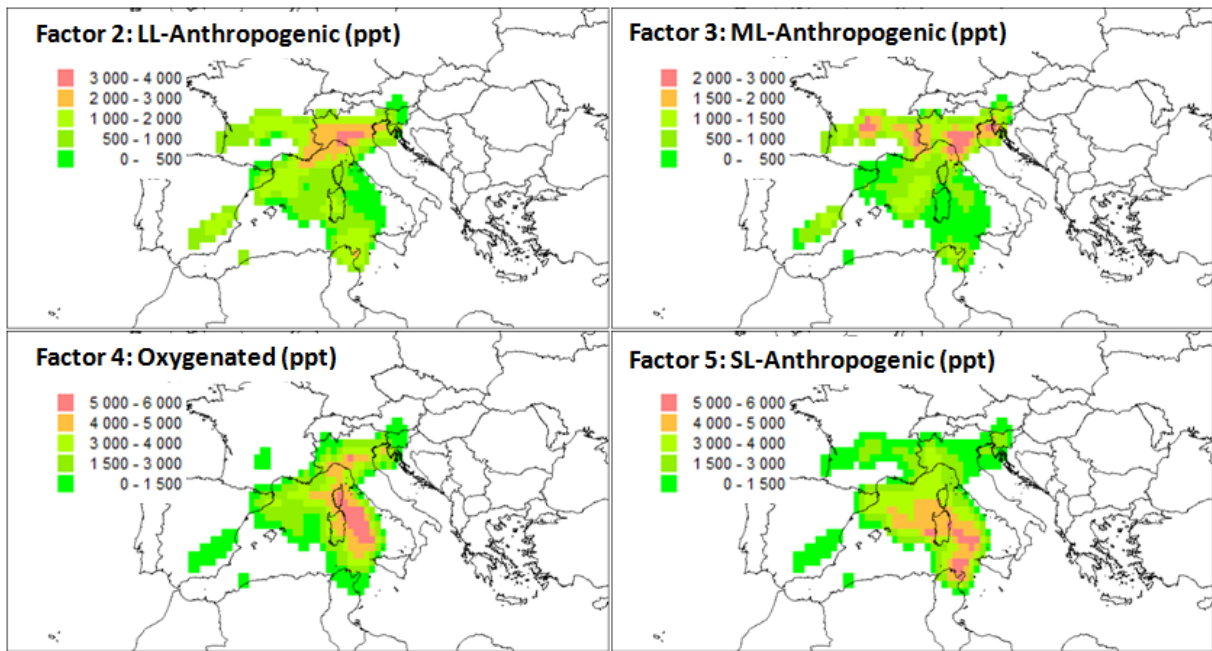 Factor 2: LL-Anthropogenic (ppt)
3 000 - 4 000
2 000 - 3 000
1 000 - 2 000
500 - 1 000
0 - 500
Factor 3: ML-Anthropogenic (ppt)
2 000 - 3 000
1 500 - 2 000
1 000 - 1 500
500 - 1 000
0 - 500
Factor 4: Oxygenated (ppt)
5 000 - 6 000
4 000 - 5 000
3 000 - 4 000
1 500 - 3 000
0 - 1 500
Factor 5: SL-Anthropogenic (ppt)
5 000 - 6 000
4 000 - 5 000
3 000 - 4 000
1 500 - 3 000
0 - 1 500